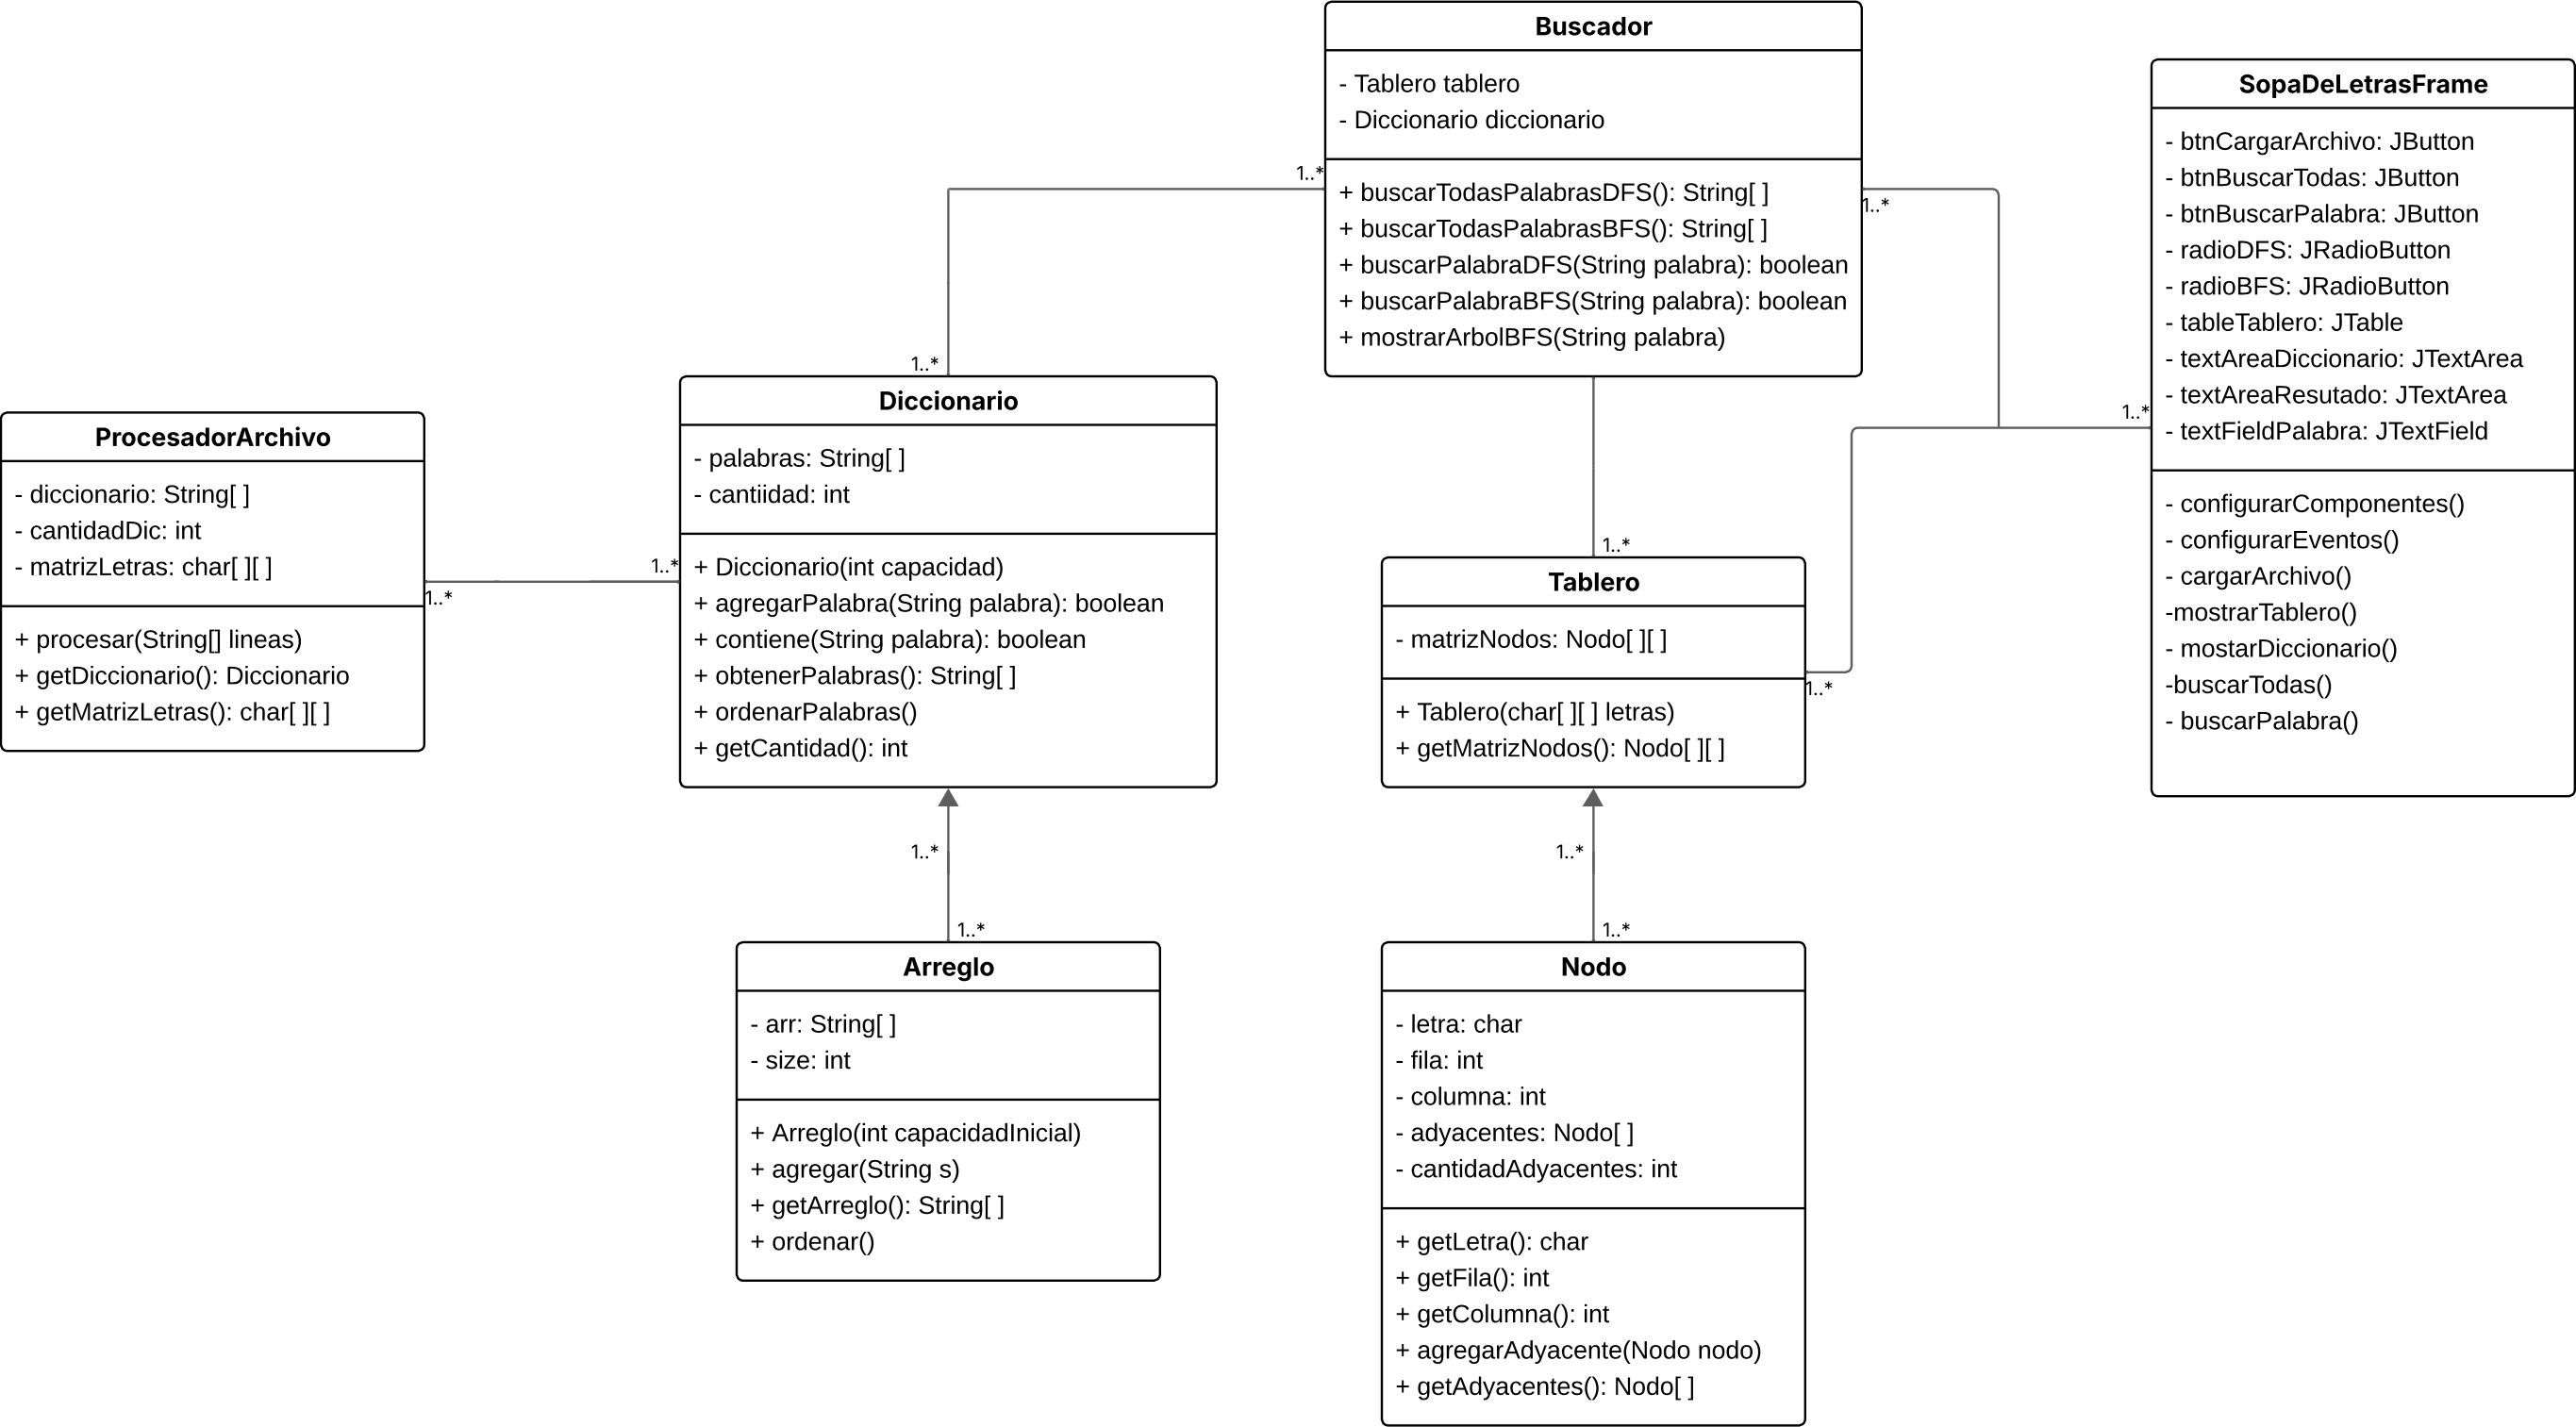 Buscador
- Tablero tablero
- Diccionario diccionario
+ buscarTodasPalabrasDFS(): String[ ]
+ buscarTodasPalabrasBFS(): String[ ]
+ buscarPalabraDFS(String palabra): boolean
+ buscarPalabraBFS(String palabra): boolean
+ mostrarArbolBFS(String palabra)
1..*
1..*
1..*
SopaDeLetrasFrame
- btnCargarArchivo: JButton
- btnBuscarTodas: JButton
- btnBuscarPalabra: JButton
- radioDFS: JRadioButton
- radioBFS: JRadioButton
- tableTablero: JTable
- textAreaDiccionario: JTextArea
- textAreaResutado: JTextArea
- textFieldPalabra: JTextField
- configurarComponentes()
- configurarEventos()
- cargarArchivo()
-mostrarTablero()
- mostarDiccionario()
-buscarTodas()
- buscarPalabra()
1..*
ProcesadorArchivo
- diccionario: String[ ]
- cantidadDic: int
- matrizLetras: char[ ][ ]
+ procesar(String[] lineas)
+ getDiccionario(): Diccionario
+ getMatrizLetras(): char[ ][ ]
1..*
1..*
Diccionario
- palabras: String[ ]
- cantiidad: int
+ Diccionario(int capacidad)
+ agregarPalabra(String palabra): boolean
+ contiene(String palabra): boolean
+ obtenerPalabras(): String[ ]
+ ordenarPalabras()
+ getCantidad(): int
1..*
Tablero
- matrizNodos: Nodo[ ][ ]
+ Tablero(char[ ][ ] letras)
+ getMatrizNodos(): Nodo[ ][ ]
1..*
1..*
1..*
Arreglo
- arr: String[ ]
- size: int
+ Arreglo(int capacidadInicial)
+ agregar(String s)
+ getArreglo(): String[ ]
+ ordenar()
1..*
1..*
Nodo
- letra: char
- fila: int
- columna: int
- adyacentes: Nodo[ ]
- cantidadAdyacentes: int
+ getLetra(): char
+ getFila(): int
+ getColumna(): int
+ agregarAdyacente(Nodo nodo)
+ getAdyacentes(): Nodo[ ]